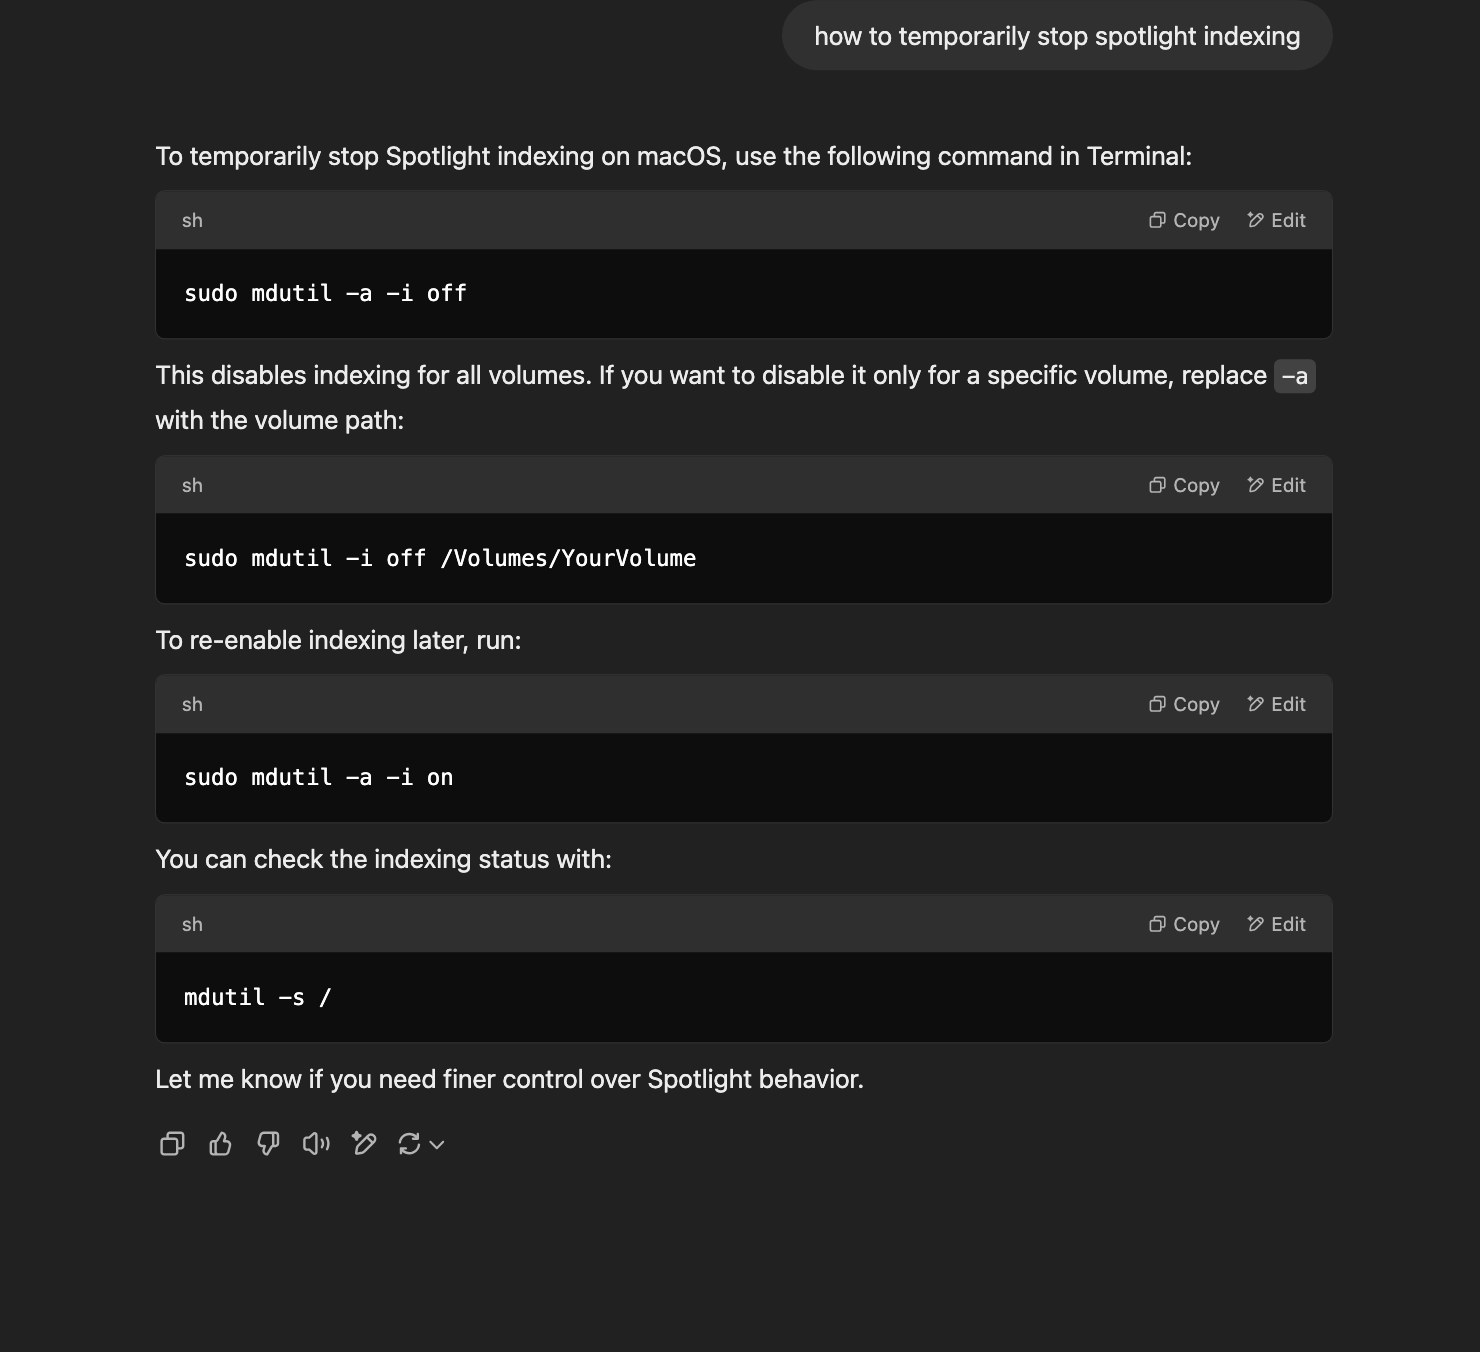 how to temporarily stop spotlight indexing
To temporarily stop Spotlight indexing on macOS, use the following command in Terminal:
sh Copy Edit
sudo mdutil -a -i off
This disables indexing for all volumes. If you want to disable it only for a specific volume, replace -a
with the volume path:
sh Copy Edit
sudo mdutil -i off /Volumes/YourVolume
To re-enable indexing later, run:
sh Copy Edit
sudo mdutil -a -i on
You can check the indexing status with:
sh Copy Edit
mdutil -s /
Let me know if you need finer control over Spotlight behavior.